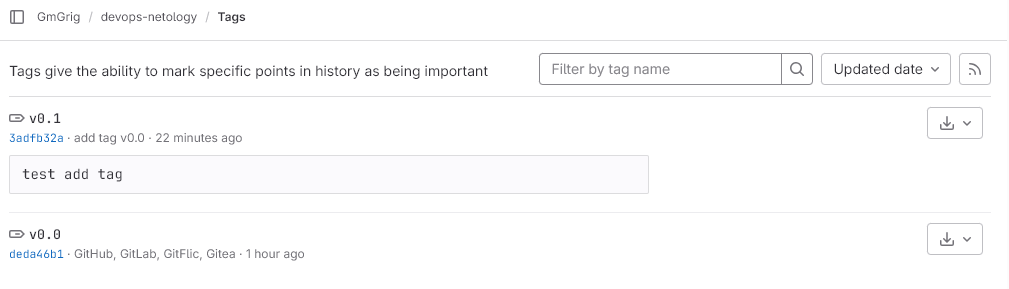 GmGrig / devops-netology / Tags
Tags give the ability to mark specific points in history as being important
Filter by tag name
Updated date
v0.1
3adfb32a · add tag v0.0 · 22 minutes ago
test add tag
v0.0
deda46b1 · GitHub, GitLab, GitFlic, Gitea · 1 hour ago